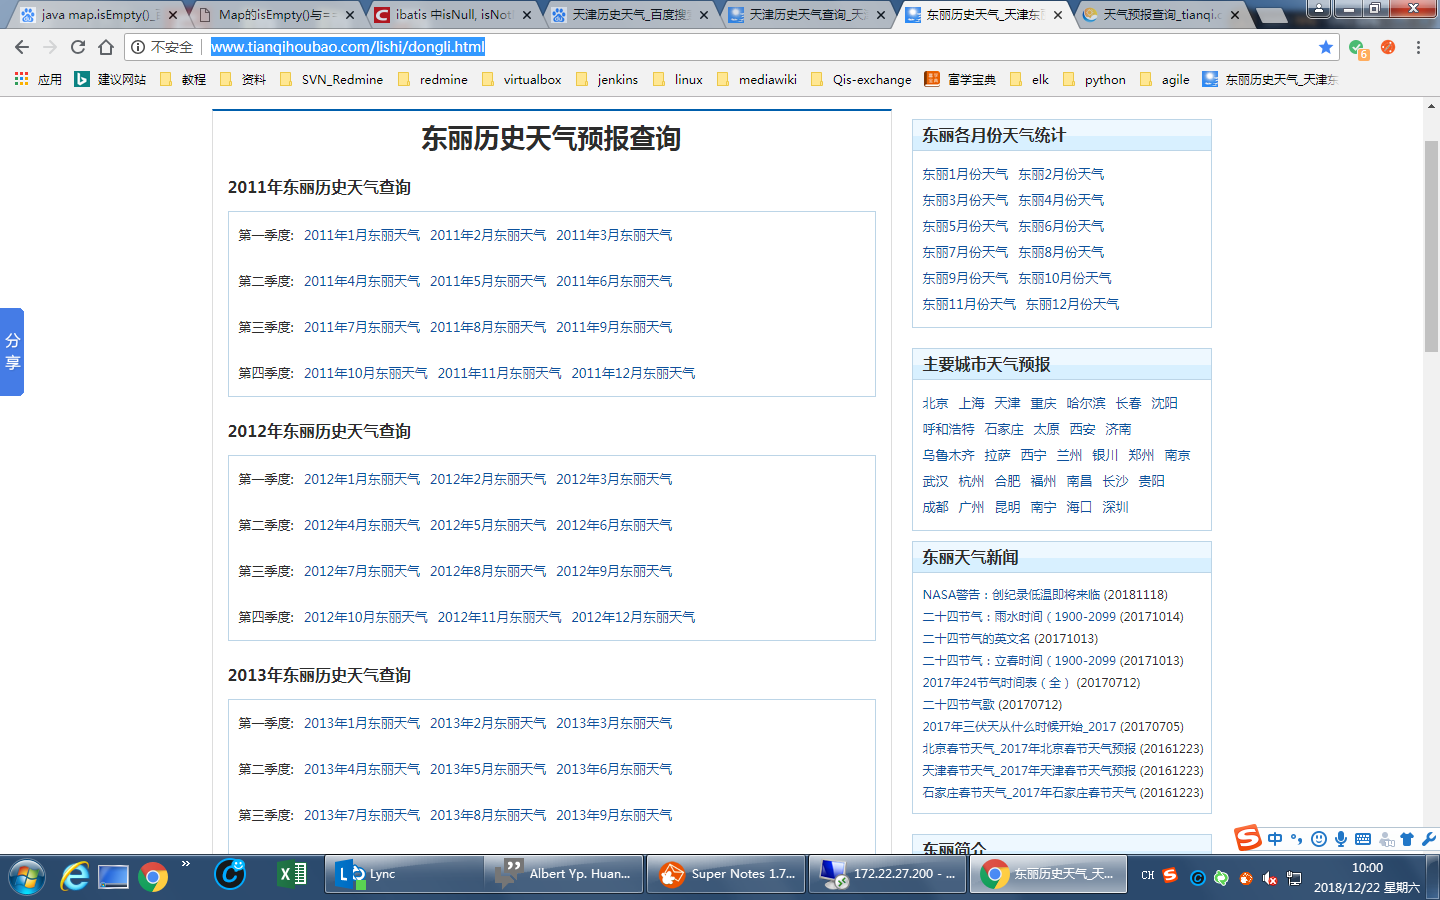 java map.isEmpty()_百
Map的isEmpty()与==
ibatis 中isNull, isNotN
天津历史天气_百度搜索
天津历史天气查询_天
东丽历史天气_天津东
天气预报查询_tianqi.c
不安全
www.tianqihoubao.com/lishi/dongli.html
6
应用 建议网站 教程 资料 SVN_Redmine redmine virtualbox jenkins linux mediawiki Qis-exchange 富学宝典 elk python agile 东丽历史天气_天津东
分享
东丽历史天气预报查询
2011年东丽历史天气查询
第一季度: 2011年1月东丽天气 2011年2月东丽天气 2011年3月东丽天气
第二季度: 2011年4月东丽天气 2011年5月东丽天气 2011年6月东丽天气
第三季度: 2011年7月东丽天气 2011年8月东丽天气 2011年9月东丽天气
第四季度: 2011年10月东丽天气 2011年11月东丽天气 2011年12月东丽天气
2012年东丽历史天气查询
第一季度: 2012年1月东丽天气 2012年2月东丽天气 2012年3月东丽天气
第二季度: 2012年4月东丽天气 2012年5月东丽天气 2012年6月东丽天气
第三季度: 2012年7月东丽天气 2012年8月东丽天气 2012年9月东丽天气
第四季度: 2012年10月东丽天气 2012年11月东丽天气 2012年12月东丽天气
2013年东丽历史天气查询
第一季度: 2013年1月东丽天气 2013年2月东丽天气 2013年3月东丽天气
第二季度: 2013年4月东丽天气 2013年5月东丽天气 2013年6月东丽天气
第三季度: 2013年7月东丽天气 2013年8月东丽天气 2013年9月东丽天气
东丽各月份天气统计
东丽1月份天气 东丽2月份天气
东丽3月份天气 东丽4月份天气
东丽5月份天气 东丽6月份天气
东丽7月份天气 东丽8月份天气
东丽9月份天气 东丽10月份天气
东丽11月份天气 东丽12月份天气
主要城市天气预报
北京 上海 天津 重庆 哈尔滨 长春 沈阳
呼和浩特 石家庄 太原 西安 济南
乌鲁木齐 拉萨 西宁 兰州 银川 郑州 南京
武汉 杭州 合肥 福州 南昌 长沙 贵阳
成都 广州 昆明 南宁 海口 深圳
东丽天气新闻
NASA警告：创纪录低温即将来临 (20181118)
二十四节气：雨水时间（1900-2099 (20171014)
二十四节气的英文名 (20171013)
二十四节气：立春时间（1900-2099 (20171013)
2017年24节气时间表（全） (20170712)
二十四节气歌 (20170712)
2017年三伏天从什么时候开始_2017 (20170705)
北京春节天气_2017年北京春节天气预报 (20161223)
天津春节天气_2017年天津春节天气预报 (20161223)
石家庄春节天气_2017年石家庄春节天气 (20161223)
东丽简介
中
Lync
Albert Yp. Huan...
Super Notes 1.7...
172.22.27.200 - ...
东丽历史天气_天...
CH
10:00
2018/12/22 星期六